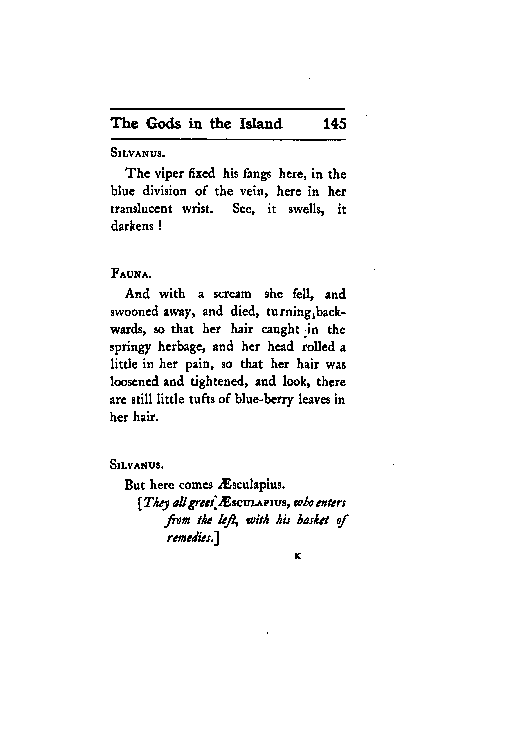 The Gods in the Island 145
Silvanus.
The viper fixed his fangs here, in the
blue division of the vein, here in her
translucent wrist. See, it swells, it
darkens !
Fauna.
And with a scream she fell, and
swooned away, and died, turning back-
wards, so that her hair caught in the
springy herbage, and her head rolled a
little in her pain, so that her hair was
loosened and tightened, and look, there
are still little tufts of blue-berry leaves in
her hair.
Silvanus.
But here comes Æsculapius.
[They all greet Æsculapius, who enters
from the left, with his basket of
remedies.]
K